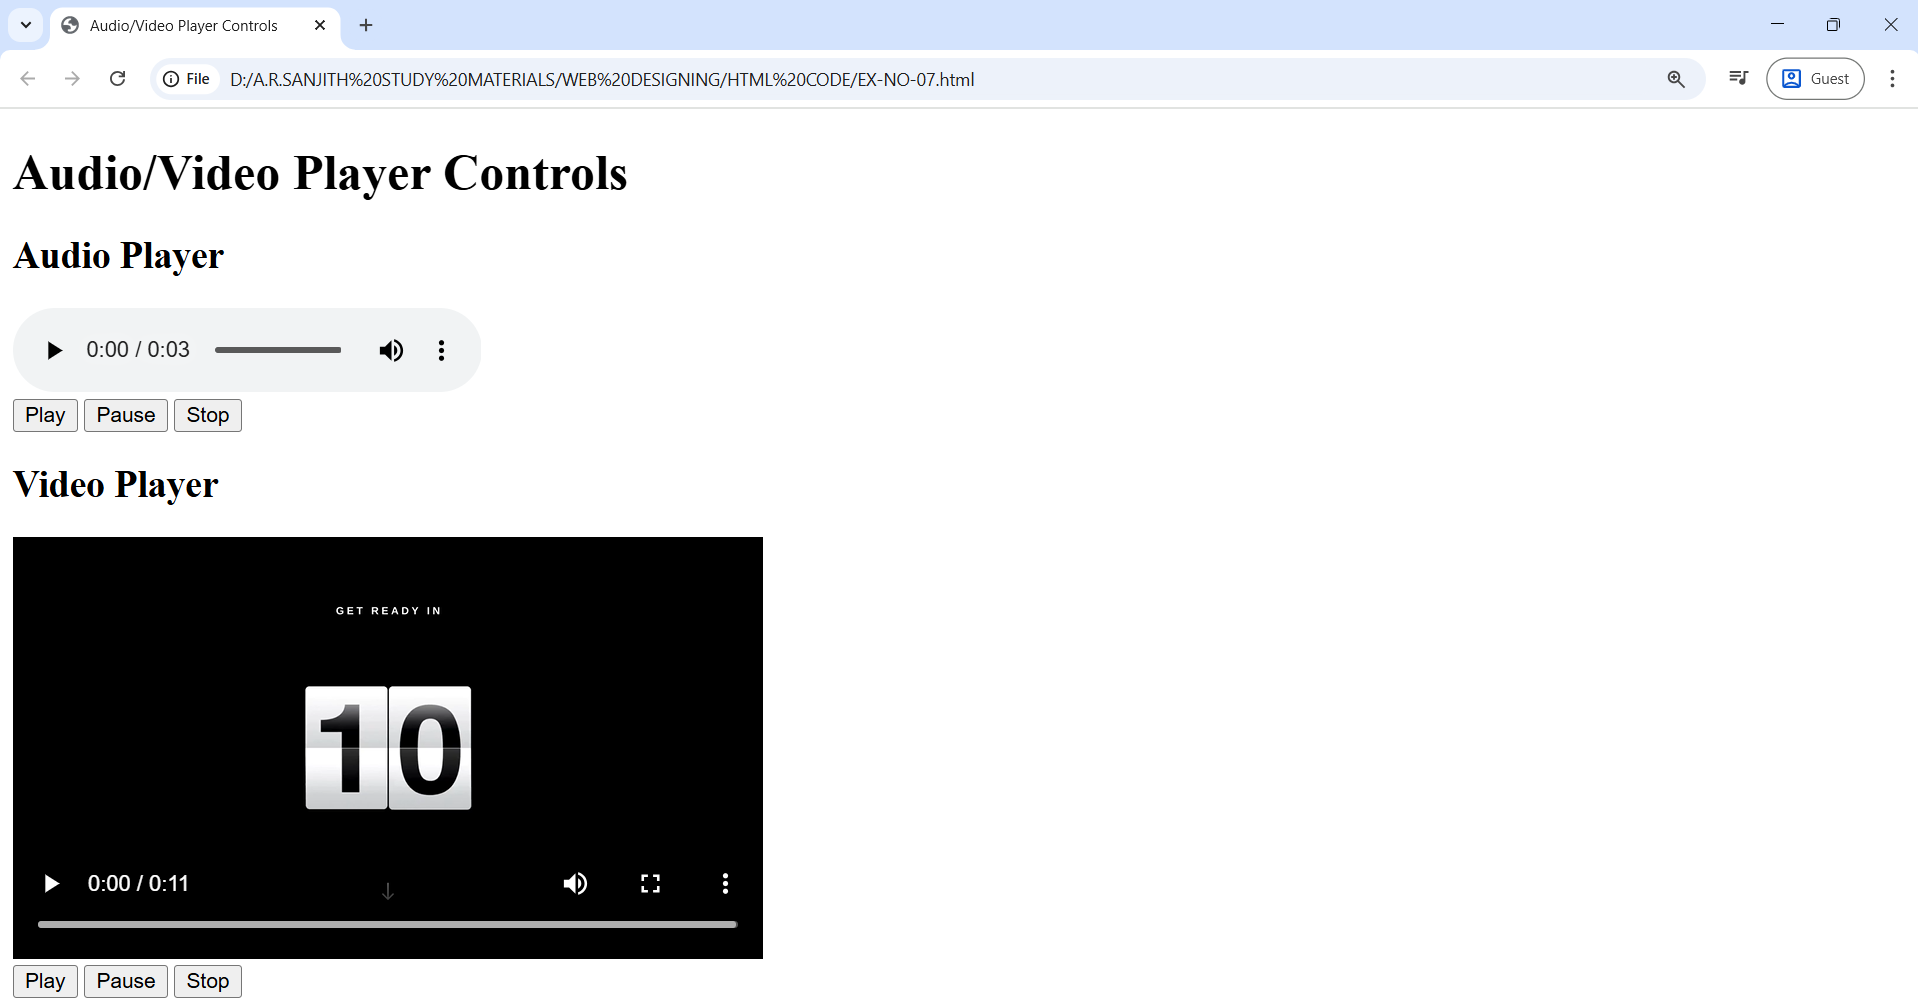 Audio/Video Player Controls
File D:/A.R.SANJITH%20STUDY%20MATERIALS/WEB%20DESIGNING/HTML%20CODE/EX-NO-07.html Guest
Audio/Video Player Controls
Audio Player
0:00 / 0:03
Play Pause Stop
Video Player
GET READY IN
10
0:00 / 0:11
Play Pause Stop